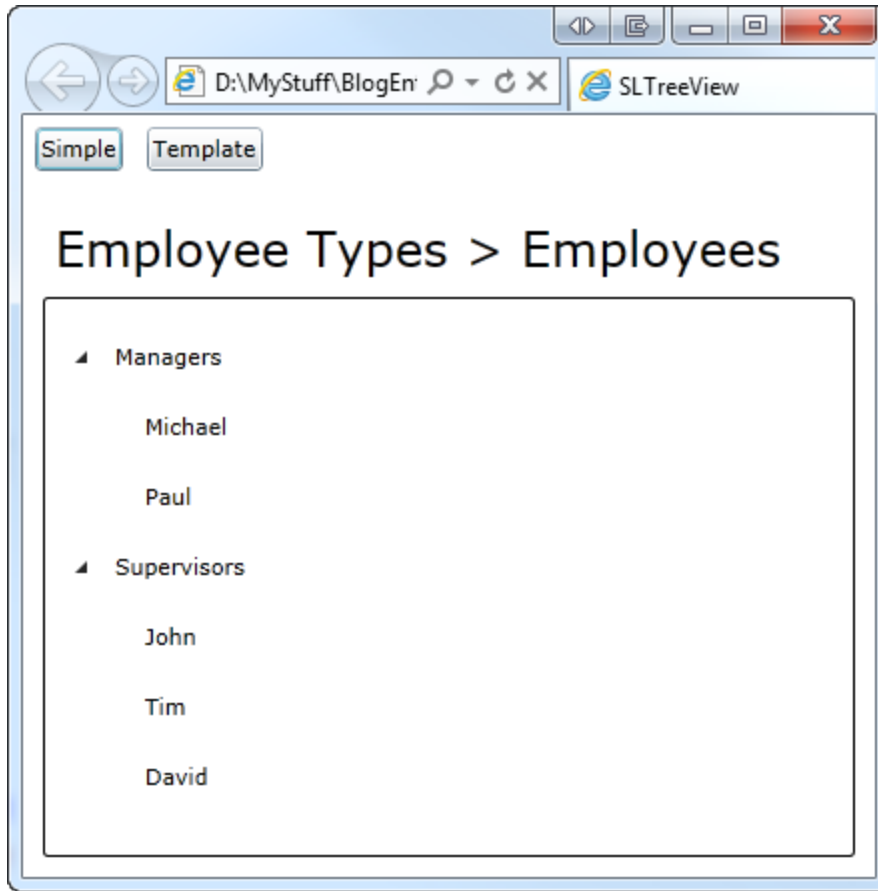 D:\MyStuff\BlogEn
SLTreeView
Simple Template
Employee Types > Employees
Managers
Michael
Paul
Supervisors
John
Tim
David